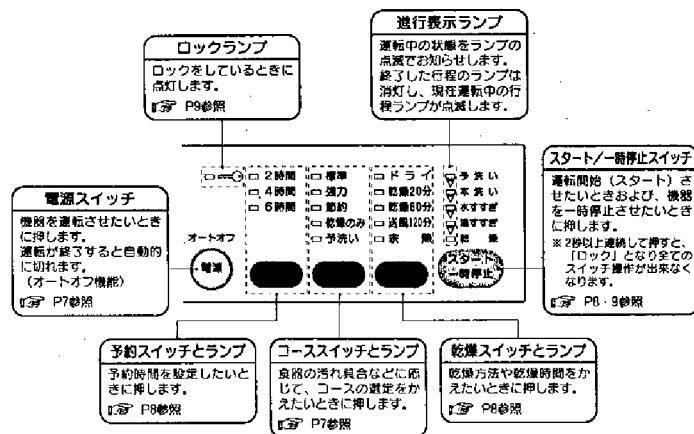 ロックランプ
ロックをしているときに
点灯します。
☞ P9参照
進行表示ランプ
運転中の状態をランプの
点滅でお知らせします。
終了した行程のランプは
消灯し、現在運転中の行
程ランプが点滅します。
スタート/一時停止スイッチ
運転開始（スタート）さ
せたいときおよび、機器
を一時停止させたいとき
に押します。
※2秒以上連続して押すと、
「ロック」となり全ての
スイッチ操作が出来なく
なります。
☞ P8・9参照
電源スイッチ
機器を運転させたいとき
に押します。
運転が終了すると自動的
に切れます。
（オートオフ機能）
☞ P7参照
オートオフ
電源
2時間
4時間
6時間
標準
強力
節約
乾燥のみ
予洗い
ドライ
乾燥20分
乾燥60分
送風120分
予洗い
本洗い
水すすぎ
温すすぎ
乾燥
スタート
一時停止
予約スイッチとランプ
予約時間を設定したいと
きに押します。
☞ P8参照
コーススイッチとランプ
食器の汚れ具合などに応
じて、コースの選定をか
えたいときに押します。
☞ P7参照
乾燥スイッチとランプ
乾燥方法や乾燥時間をか
えたいときに押します。
☞ P8参照